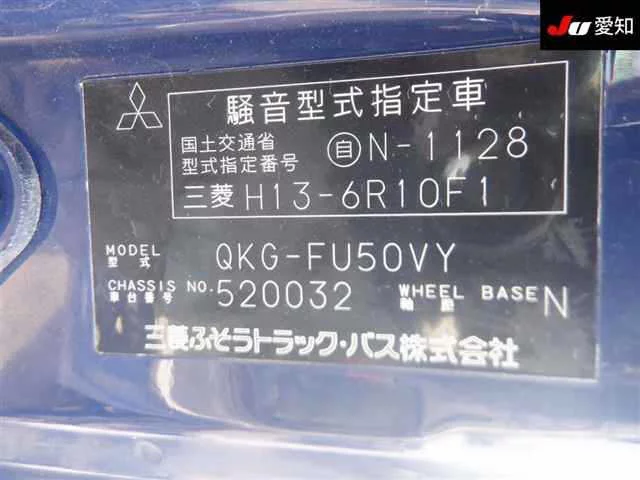 JU 愛知
騒音型式指定車
国土交通省
型式指定番号 自N-1128
三菱 H13-6R10F1
MODEL
型式 QKG-FU50VY
CHASSIS NO.
車台番号 520032 WHEEL BASE
軸距 N
三菱ふそうトラック・バス株式会社